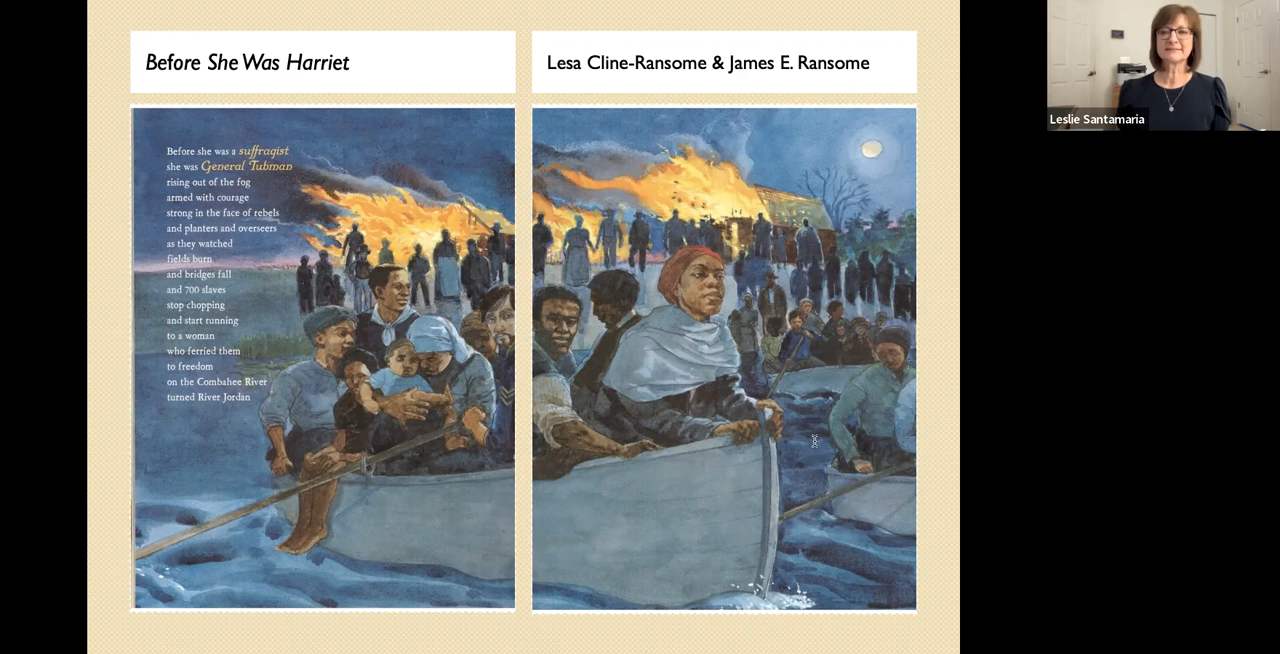 Before She Was Harriet
Lesa Cline-Ransome & James E. Ransome
Before she was a suffragist
she was General Tubman
rising out of the fog
armed with courage
strong in the face of rebels
and planters and overseers
as they watched
fields burn
and bridges fall
and 700 slaves
stop chopping
and start running
to a woman
who ferried them
to freedom
on the Combahee River
turned River Jordan
Leslie Santamaria